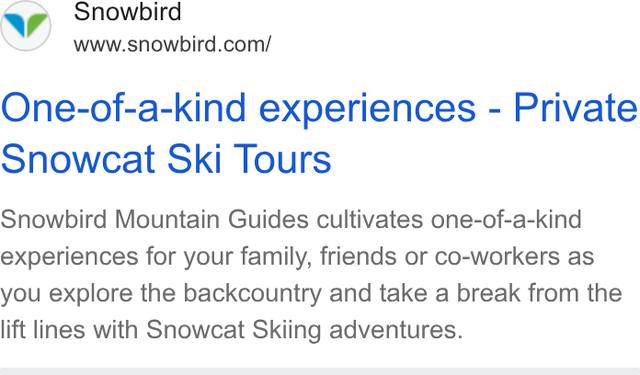 Snowbird
www.snowbird.com/
One-of-a-kind experiences - Private
Snowcat Ski Tours
Snowbird Mountain Guides cultivates one-of-a-kind
experiences for your family, friends or co-workers as
you explore the backcountry and take a break from the
lift lines with Snowcat Skiing adventures.